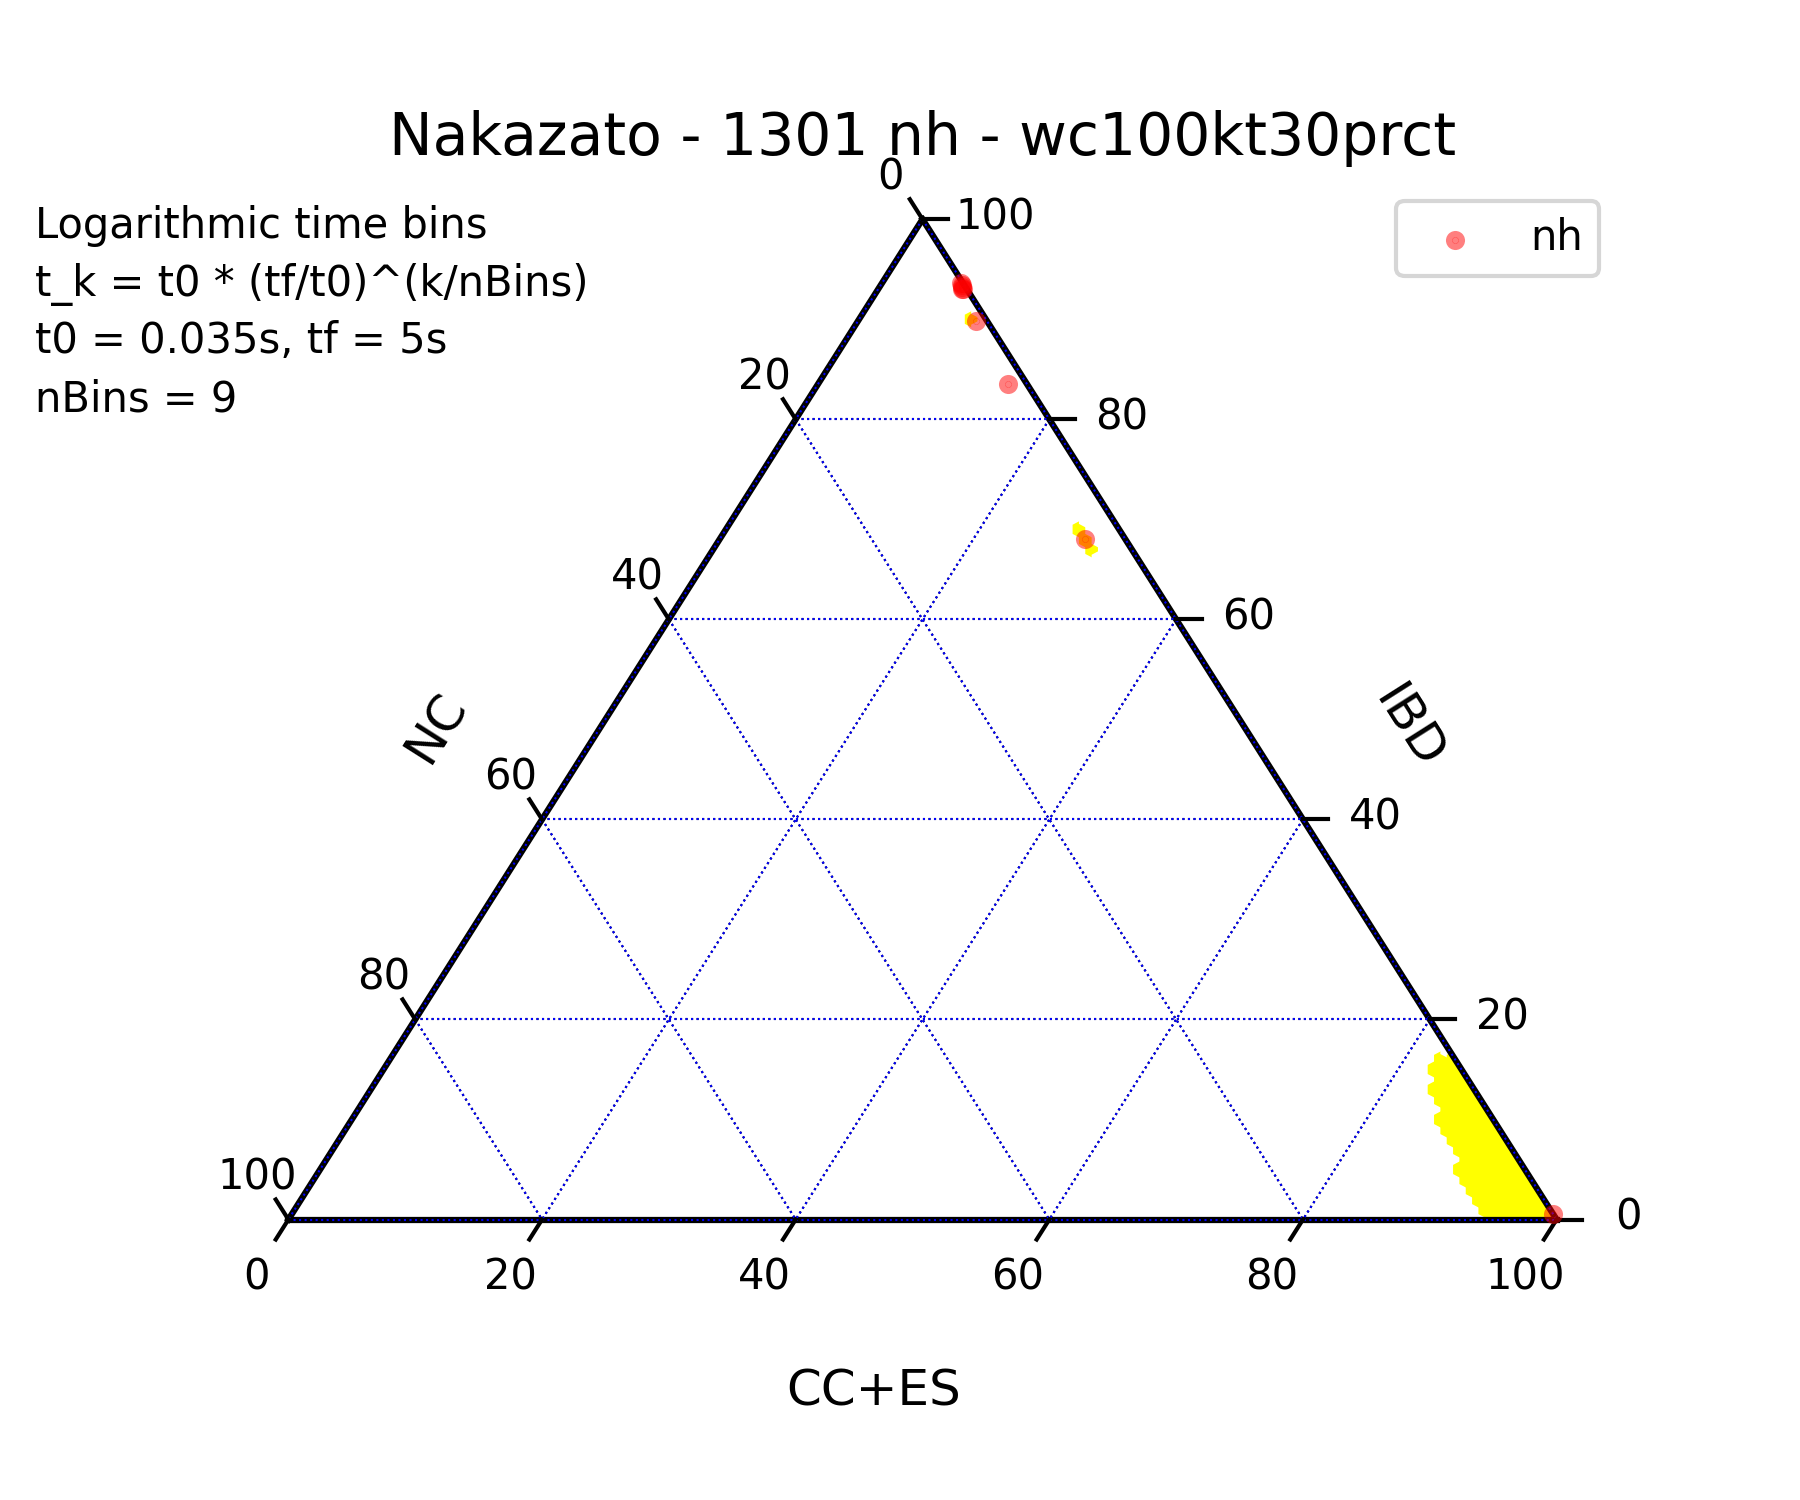 Nakazato - 1301 nh - wc100kt30prct
Logarithmic time bins
t_k = t0 * (tf/t0)^(k/nBins)
t0 = 0.035s, tf = 5s
nBins = 9
nh
0
100
20
80
40
60
NC
IBD
60
40
80
20
100
0
0
20
40
60
80
100
CC+ES